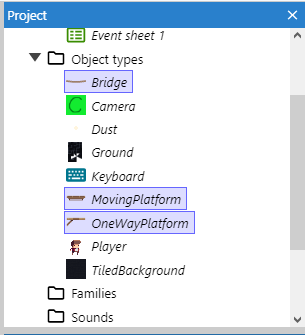 Project
Event sheet 1
Object types
Bridge
Camera
Dust
Ground
Keyboard
MovingPlatform
OneWayPlatform
Player
TiledBackground
Families
Sounds